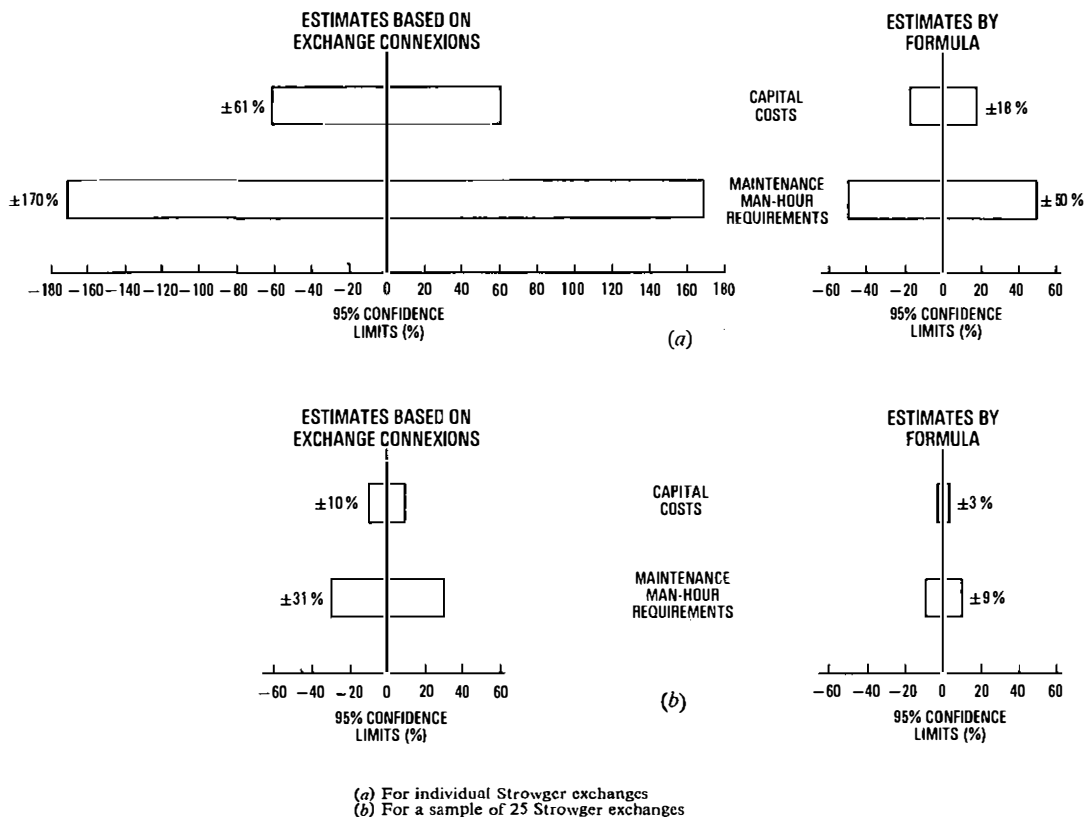 ESTIMATES BASED ON
EXCHANGE CONNEXIONS
ESTIMATES BY
FORMULA
±61%
CAPITAL
COSTS
±18%
±170%
MAINTENANCE
MAN-HOUR
REQUIREMENTS
±50%
−180 −160 −140 −120 −100 −80 −60 −40 −20 0 20 40 60 80 100 120 140 160 180
95% CONFIDENCE
LIMITS (%)
−60 −40 −20 0 20 40 60
95% CONFIDENCE
LIMITS (%)
(a)
ESTIMATES BASED ON
EXCHANGE CONNEXIONS
ESTIMATES BY
FORMULA
±10%
CAPITAL
COSTS
±3%
±31%
MAINTENANCE
MAN-HOUR
REQUIREMENTS
±9%
−60 −40 −20 0 20 40 60
95% CONFIDENCE
LIMITS (%)
(b)
−60 −40 −20 0 20 40 60
95% CONFIDENCE
LIMITS (%)
(a) For individual Strowger exchanges
(b) For a sample of 25 Strowger exchanges